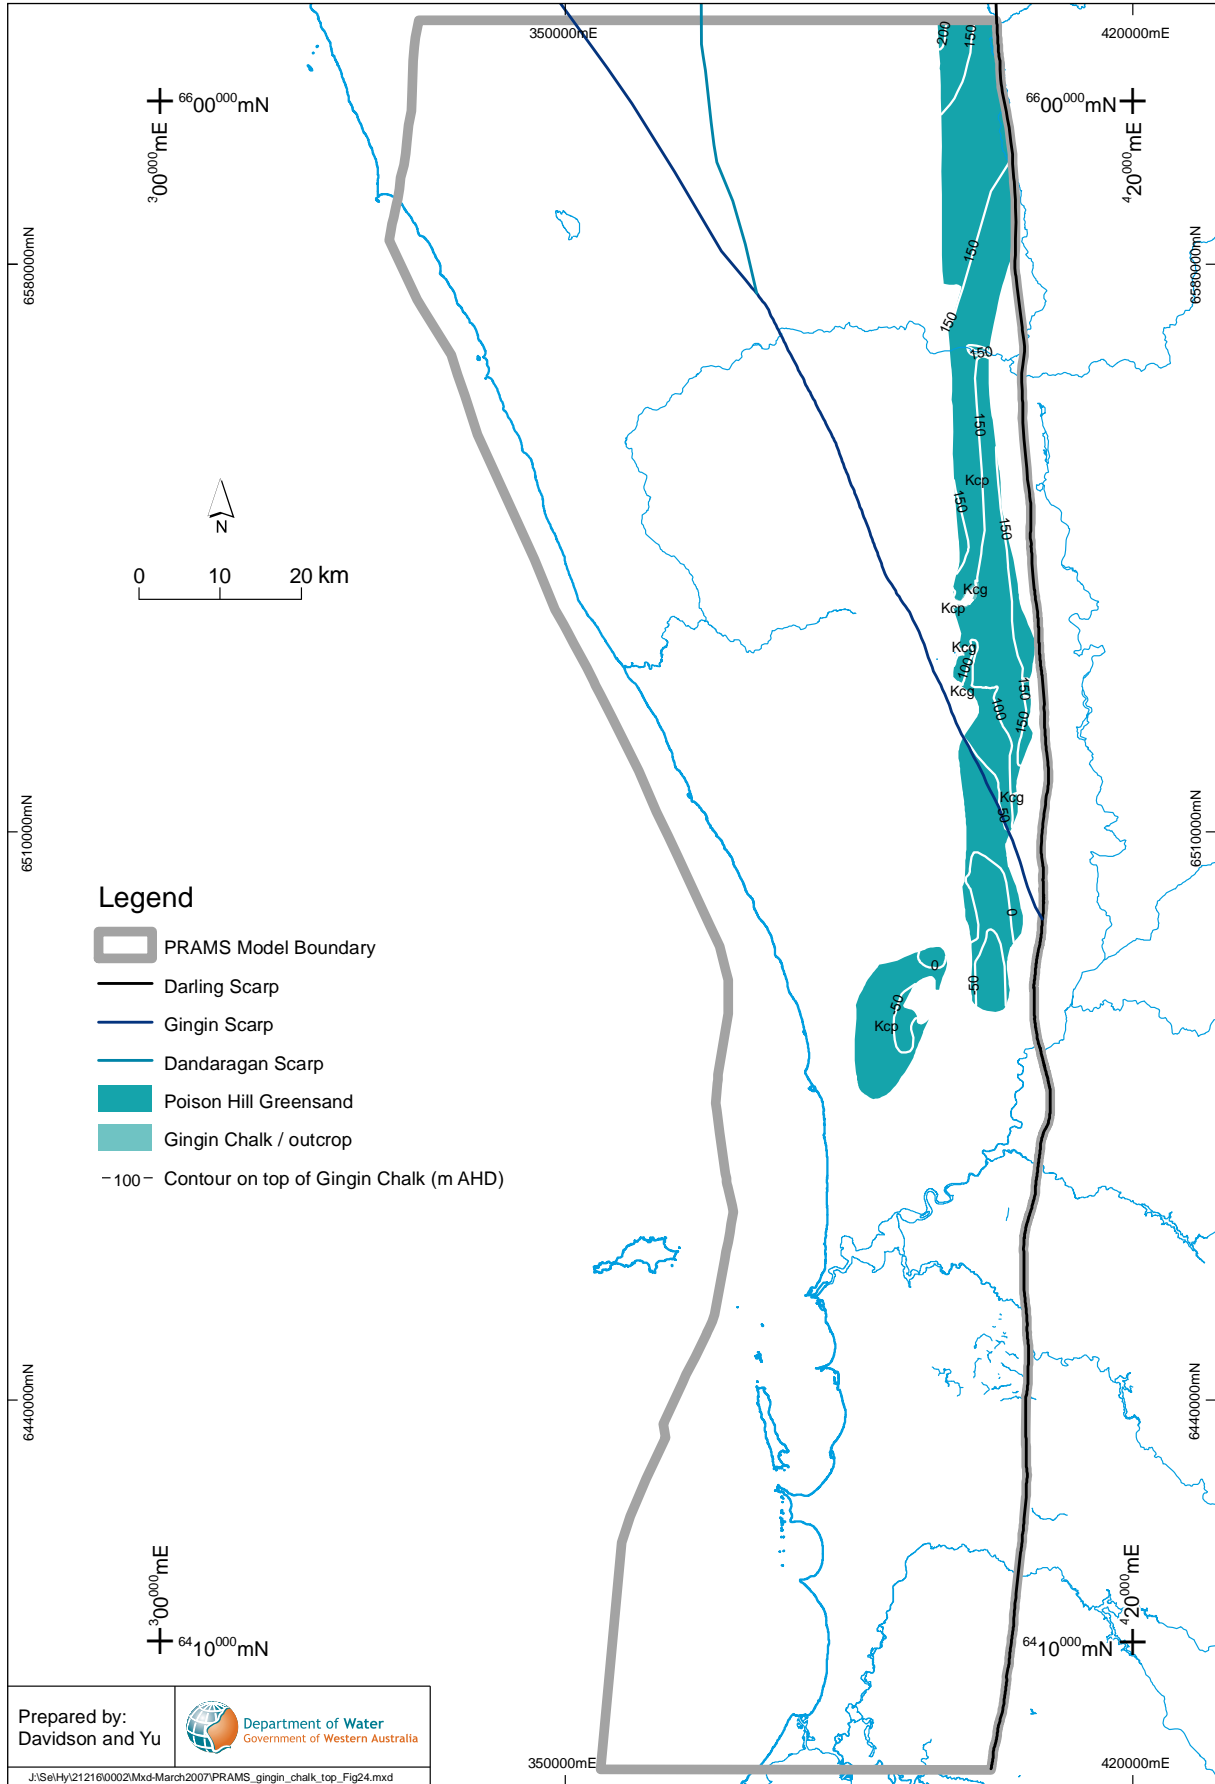 350000mE
420000mE
200
150
6600000mN
6600000mN
300000mE
420000mE
6580000mN
6580000mN
150
150
150
150
Kcp
150
150
N
0 10 20 km
Kcg
Kcp
Kcg
100
Kcg
150
100
150
Kcg
50
6510000mN
6510000mN
0
0
-50
-50
Kcp
Legend
PRAMS Model Boundary
Darling Scarp
Gingin Scarp
Dandaragan Scarp
Poison Hill Greensand
Gingin Chalk / outcrop
–100– Contour on top of Gingin Chalk (m AHD)
6440000mN
6440000mN
300000mE
420000mE
6410000mN
6410000mN
350000mE
420000mE
Prepared by:
Davidson and Yu
Department of Water
Government of Western Australia
J:\Se\Hy\21216\0002\Mxd-March2007\PRAMS_gingin_chalk_top_Fig24.mxd